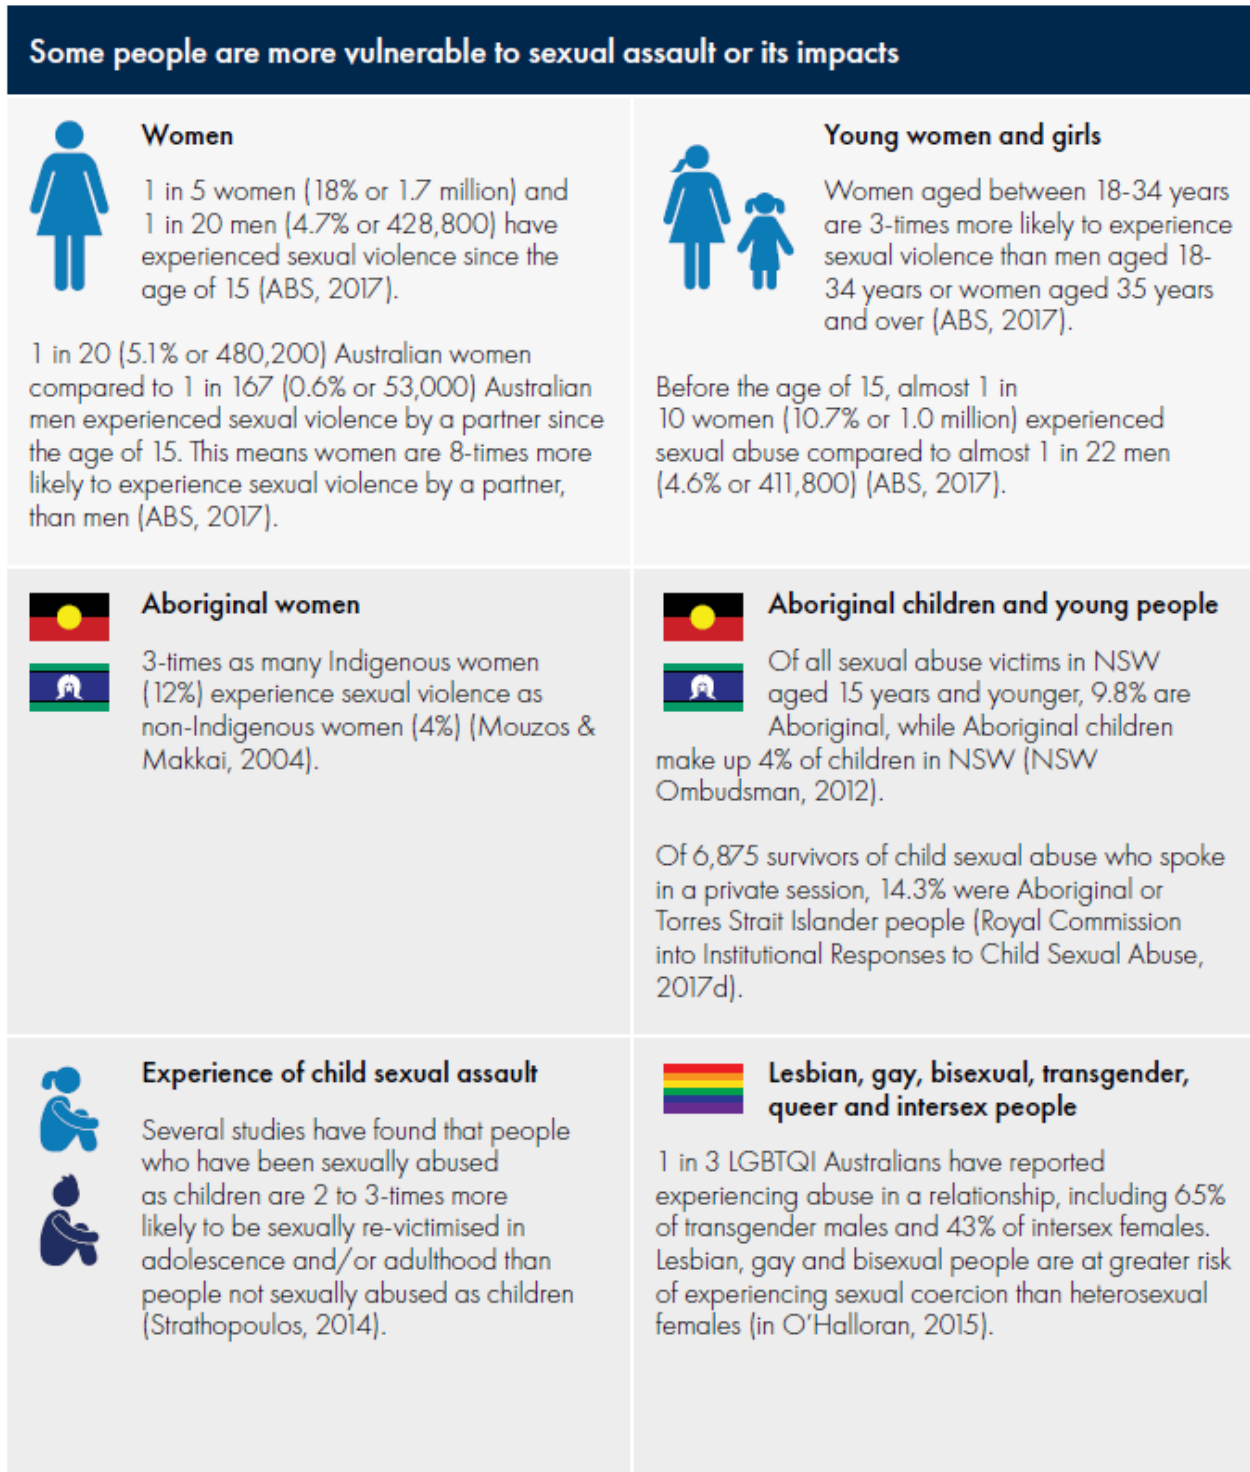 Some people are more vulnerable to sexual assault or its impacts
Women
1 in 5 women (18% or 1.7 million) and
1 in 20 men (4.7% or 428,800) have
experienced sexual violence since the
age of 15 (ABS, 2017).
1 in 20 (5.1% or 480,200) Australian women
compared to 1 in 167 (0.6% or 53,000) Australian
men experienced sexual violence by a partner since
the age of 15. This means women are 8-times more
likely to experience sexual violence by a partner,
than men (ABS, 2017).
Young women and girls
Women aged between 18-34 years
are 3-times more likely to experience
sexual violence than men aged 18-
34 years or women aged 35 years
and over (ABS, 2017).
Before the age of 15, almost 1 in
10 women (10.7% or 1.0 million) experienced
sexual abuse compared to almost 1 in 22 men
(4.6% or 411,800) (ABS, 2017).
Aboriginal women
3-times as many Indigenous women
(12%) experience sexual violence as
non-Indigenous women (4%) (Mouzos &
Makkai, 2004).
Aboriginal children and young people
Of all sexual abuse victims in NSW
aged 15 years and younger, 9.8% are
Aboriginal, while Aboriginal children
make up 4% of children in NSW (NSW
Ombudsman, 2012).
Of 6,875 survivors of child sexual abuse who spoke
in a private session, 14.3% were Aboriginal or
Torres Strait Islander people (Royal Commission
into Institutional Responses to Child Sexual Abuse,
2017d).
Experience of child sexual assault
Several studies have found that people
who have been sexually abused
as children are 2 to 3-times more
likely to be sexually re-victimised in
adolescence and/or adulthood than
people not sexually abused as children
(Strathopoulos, 2014).
Lesbian, gay, bisexual, transgender,
queer and intersex people
1 in 3 LGBTQI Australians have reported
experiencing abuse in a relationship, including 65%
of transgender males and 43% of intersex females.
Lesbian, gay and bisexual people are at greater risk
of experiencing sexual coercion than heterosexual
females (in O'Halloran, 2015).